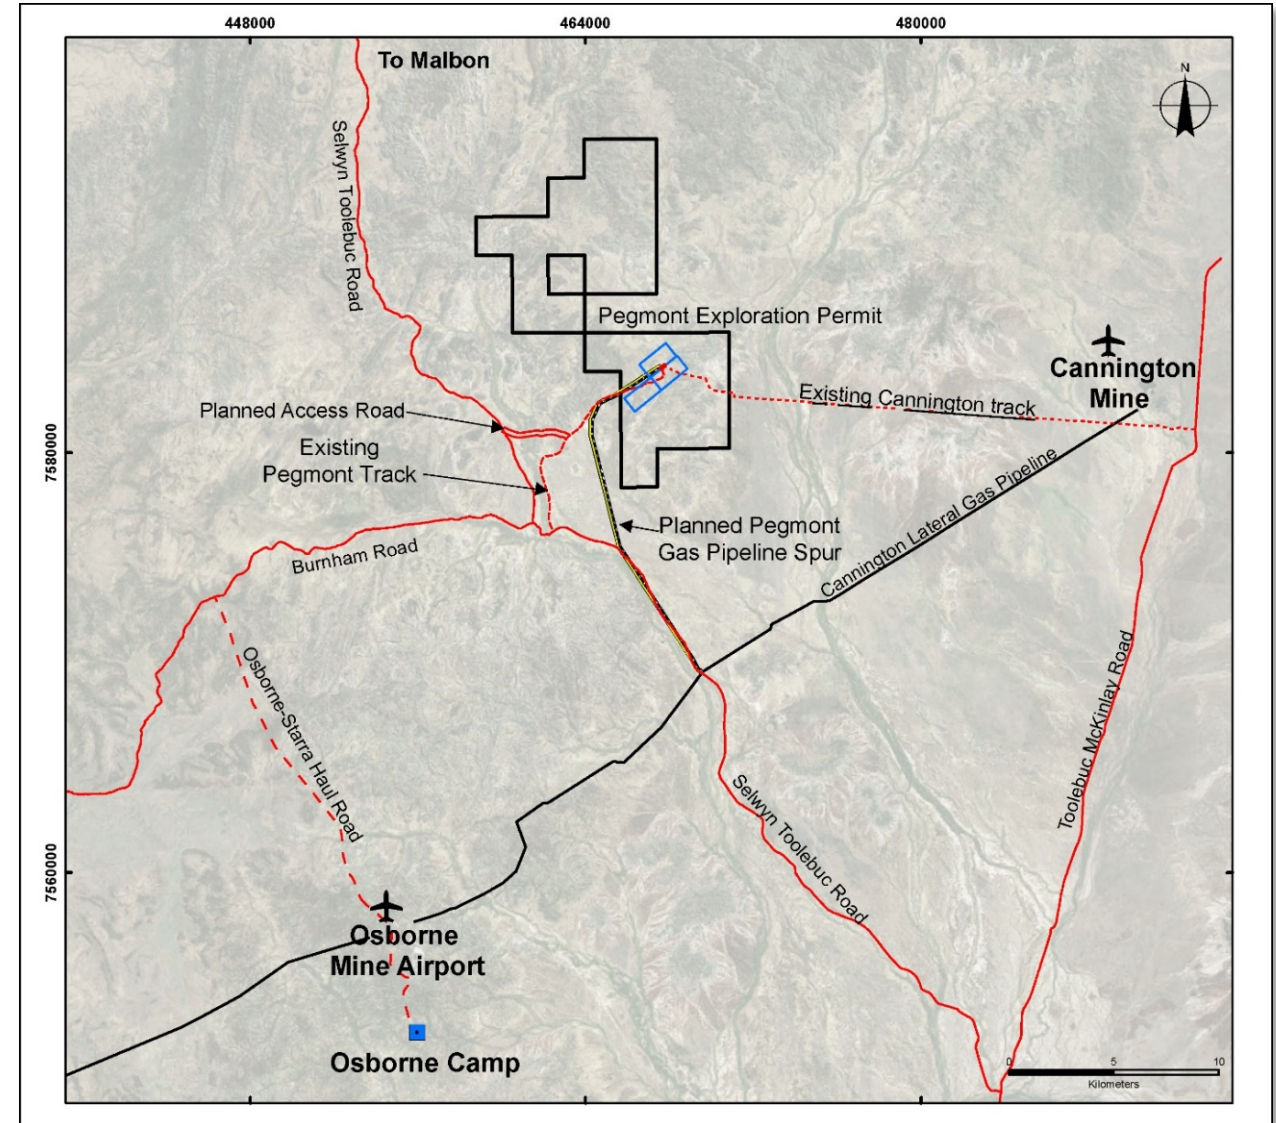 448000
464000
480000
To Malbon
N
Selwyn Toolebuc Road
Pegmont Exploration Permit
Cannington
Mine
Existing Cannington track
Planned Access Road
Existing
Pegmont Track
7580000
Planned Pegmont
Gas Pipeline Spur
Cannington Lateral Gas Pipeline
Burnham Road
Osborne-Starra Haul Road
Toolebuc McKinlay Road
Selwyn Toolebuc Road
7560000
Osborne
Mine Airport
Osborne Camp
0 5 10
Kilometers